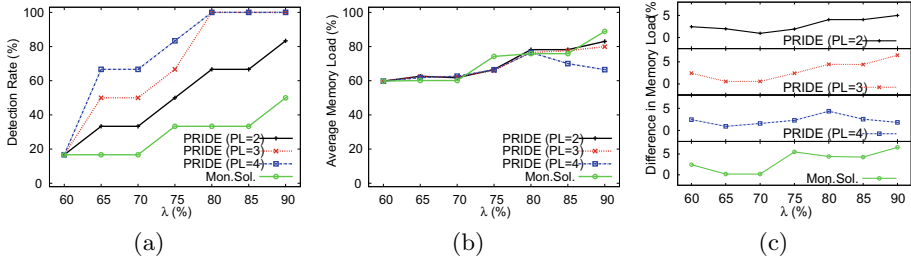 Detection Rate (%)
100
80
60
40
20
0
PRIDE (PL=2)
PRIDE (PL=3)
PRIDE (PL=4)
Mon.Sol.
60 65 70 75 80 85 90
λ (%)
(a)
Average Memory Load (%)
100
80
60
40
20
0
PRIDE (PL=2)
PRIDE (PL=3)
PRIDE (PL=4)
Mon.Sol.
60 65 70 75 80 85 90
λ (%)
(b)
Difference in Memory Load (%)
5
0
PRIDE (PL=2)
5
0
PRIDE (PL=3)
5
0
PRIDE (PL=4)
5
0
Mon.Sol.
60 65 70 75 80 85 90
λ (%)
(c)